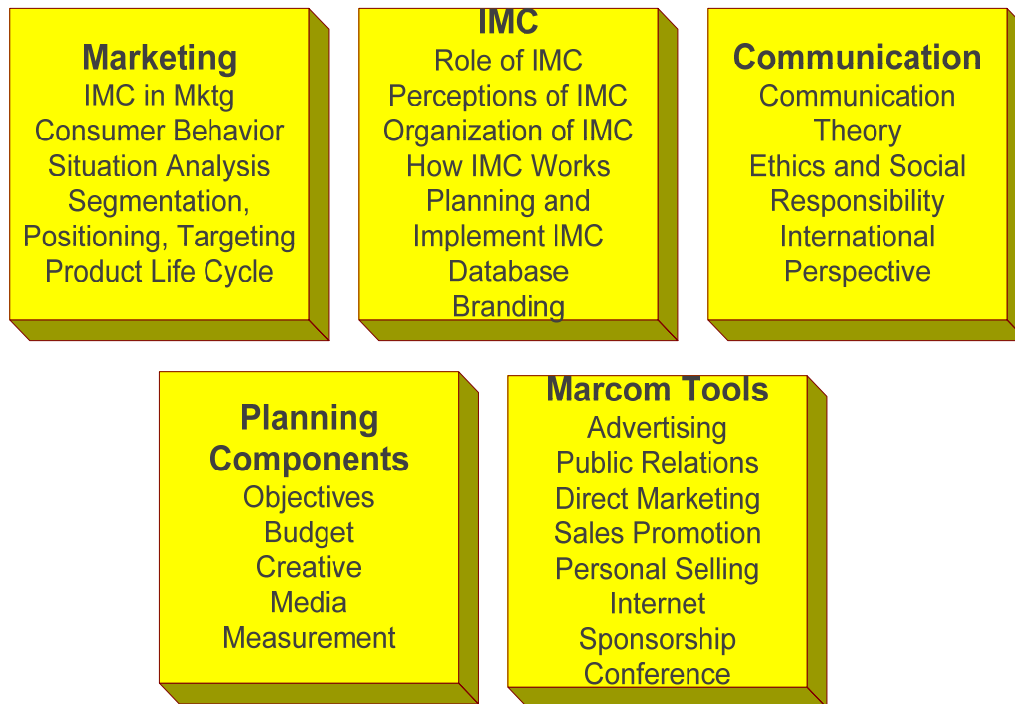 Marketing
IMC in Mktg
Consumer Behavior
Situation Analysis
Segmentation,
Positioning, Targeting
Product Life Cycle
IMC
Role of IMC
Perceptions of IMC
Organization of IMC
How IMC Works
Planning and
Implement IMC
Database
Branding
Communication
Communication
Theory
Ethics and Social
Responsibility
International
Perspective
Planning
Components
Objectives
Budget
Creative
Media
Measurement
Marcom Tools
Advertising
Public Relations
Direct Marketing
Sales Promotion
Personal Selling
Internet
Sponsorship
Conference